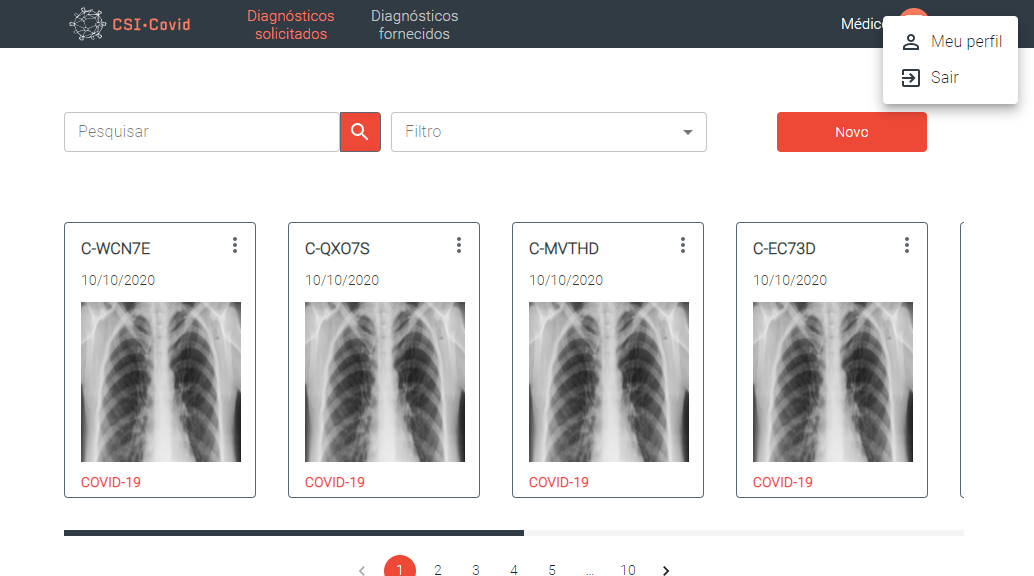 CSI•Covid
Diagnósticos
solicitados
Diagnósticos
fornecidos
Meu perfil
Sair
Pesquisar
Filtro
Novo
C-WCN7E
10/10/2020
COVID-19
C-QXO7S
10/10/2020
COVID-19
C-MVTHD
10/10/2020
COVID-19
C-EC73D
10/10/2020
COVID-19
1 2 3 4 5 ... 10